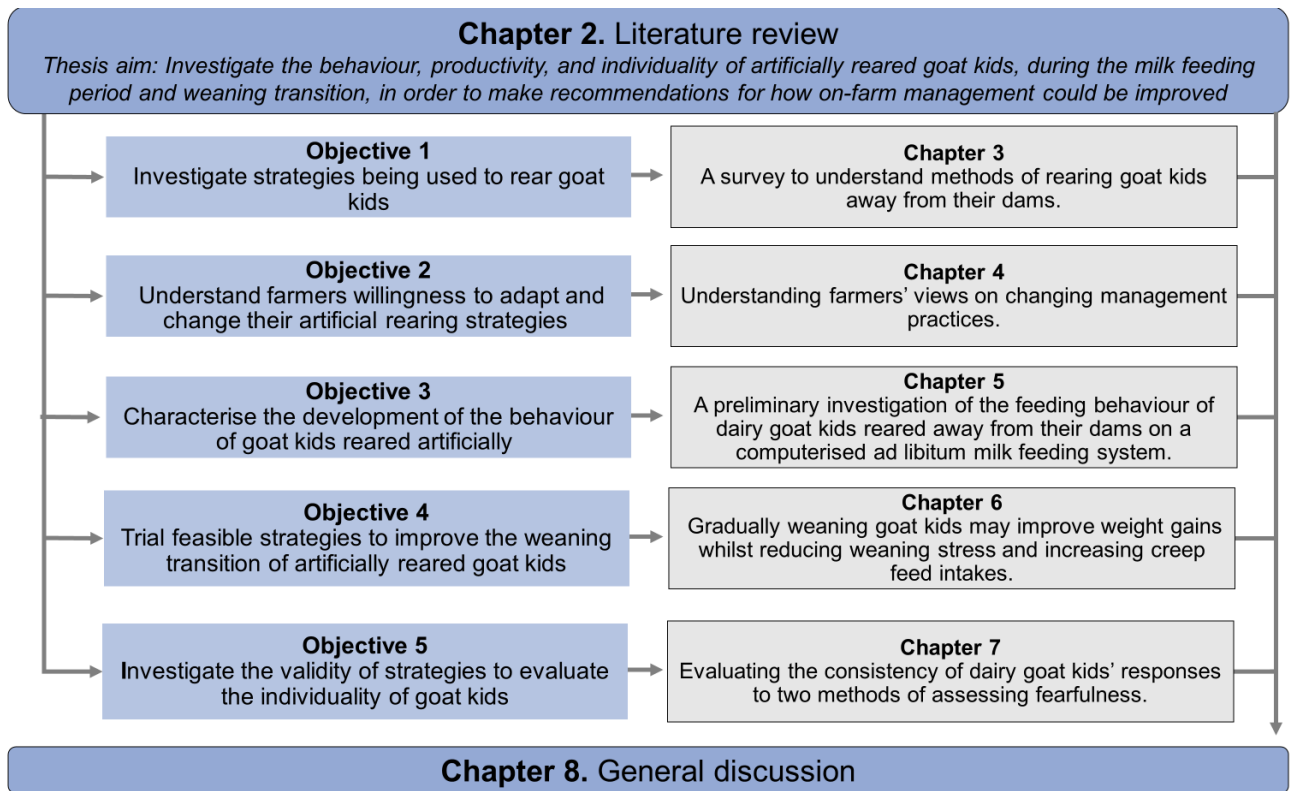 Chapter 2. Literature review
Thesis aim: Investigate the behaviour, productivity, and individuality of artificially reared goat kids, during the milk feeding
period and weaning transition, in order to make recommendations for how on-farm management could be improved
Objective 1
Investigate strategies being used to rear goat
kids
Chapter 3
A survey to understand methods of rearing goat kids
away from their dams.
Objective 2
Understand farmers willingness to adapt and
change their artificial rearing strategies
Chapter 4
Understanding farmers’ views on changing management
practices.
Objective 3
Characterise the development of the behaviour
of goat kids reared artificially
Chapter 5
A preliminary investigation of the feeding behaviour of
dairy goat kids reared away from their dams on a
computerised ad libitum milk feeding system.
Objective 4
Trial feasible strategies to improve the weaning
transition of artificially reared goat kids
Chapter 6
Gradually weaning goat kids may improve weight gains
whilst reducing weaning stress and increasing creep
feed intakes.
Objective 5
Investigate the validity of strategies to evaluate
the individuality of goat kids
Chapter 7
Evaluating the consistency of dairy goat kids’ responses
to two methods of assessing fearfulness.
Chapter 8. General discussion